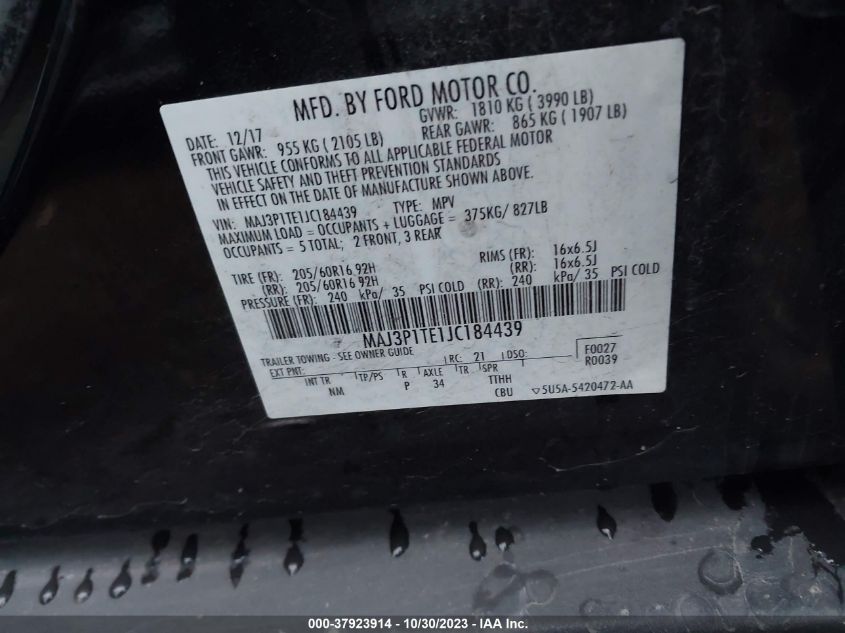 MFD. BY FORD MOTOR CO.
DATE: 12/17 GVWR: 1810 KG ( 3990 LB)
FRONT GAWR: 955 KG ( 2105 LB) REAR GAWR: 865 KG ( 1907 LB)
THIS VEHICLE CONFORMS TO ALL APPLICABLE FEDERAL MOTOR
VEHICLE SAFETY AND THEFT PREVENTION STANDARDS
IN EFFECT ON THE DATE OF MANUFACTURE SHOWN ABOVE.
VIN: MAJ3P1TE1JC184439 TYPE: MPV
MAXIMUM LOAD = OCCUPANTS + LUGGAGE = 375KG/ 827LB
OCCUPANTS = 5 TOTAL; 2 FRONT, 3 REAR
TIRE (FR): 205/60R16 92H RIMS (FR): 16x6.5J
(RR): 205/60R16 92H (RR): 16x6.5J
PRESSURE (FR): 240 kPa/ 35 PSI COLD (RR): 240 kPa/ 35 PSI COLD
MAJ3P1TE1JC184439
TRAILER TOWING - SEE OWNER GUIDE RC: 21 DSO: F0027
EXT PNT: R0039
INT TR TP/PS R AXLE TR SPR
NM P 34 TTHH
CBU 5U5A-5420472-AA
000-37923914 - 10/30/2023 - IAA Inc.